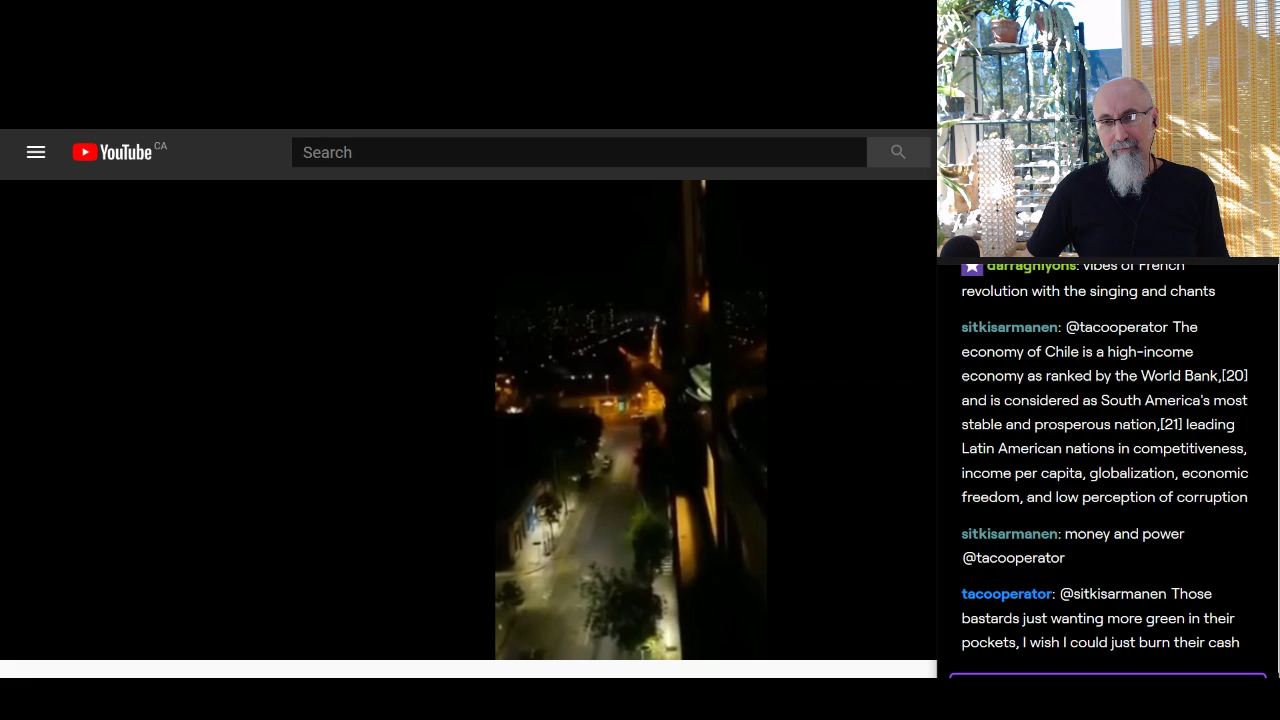 YouTube CA
Search
darraghlyons: vibes of French
revolution with the singing and chants
sitkisarmanen: @tacooperator The
economy of Chile is a high-income
economy as ranked by the World Bank,[20]
and is considered as South America's most
stable and prosperous nation,[21] leading
Latin American nations in competitiveness,
income per capita, globalization, economic
freedom, and low perception of corruption
sitkisarmanen: money and power
@tacooperator
tacooperator: @sitkisarmanen Those
bastards just wanting more green in their
pockets, I wish I could just burn their cash